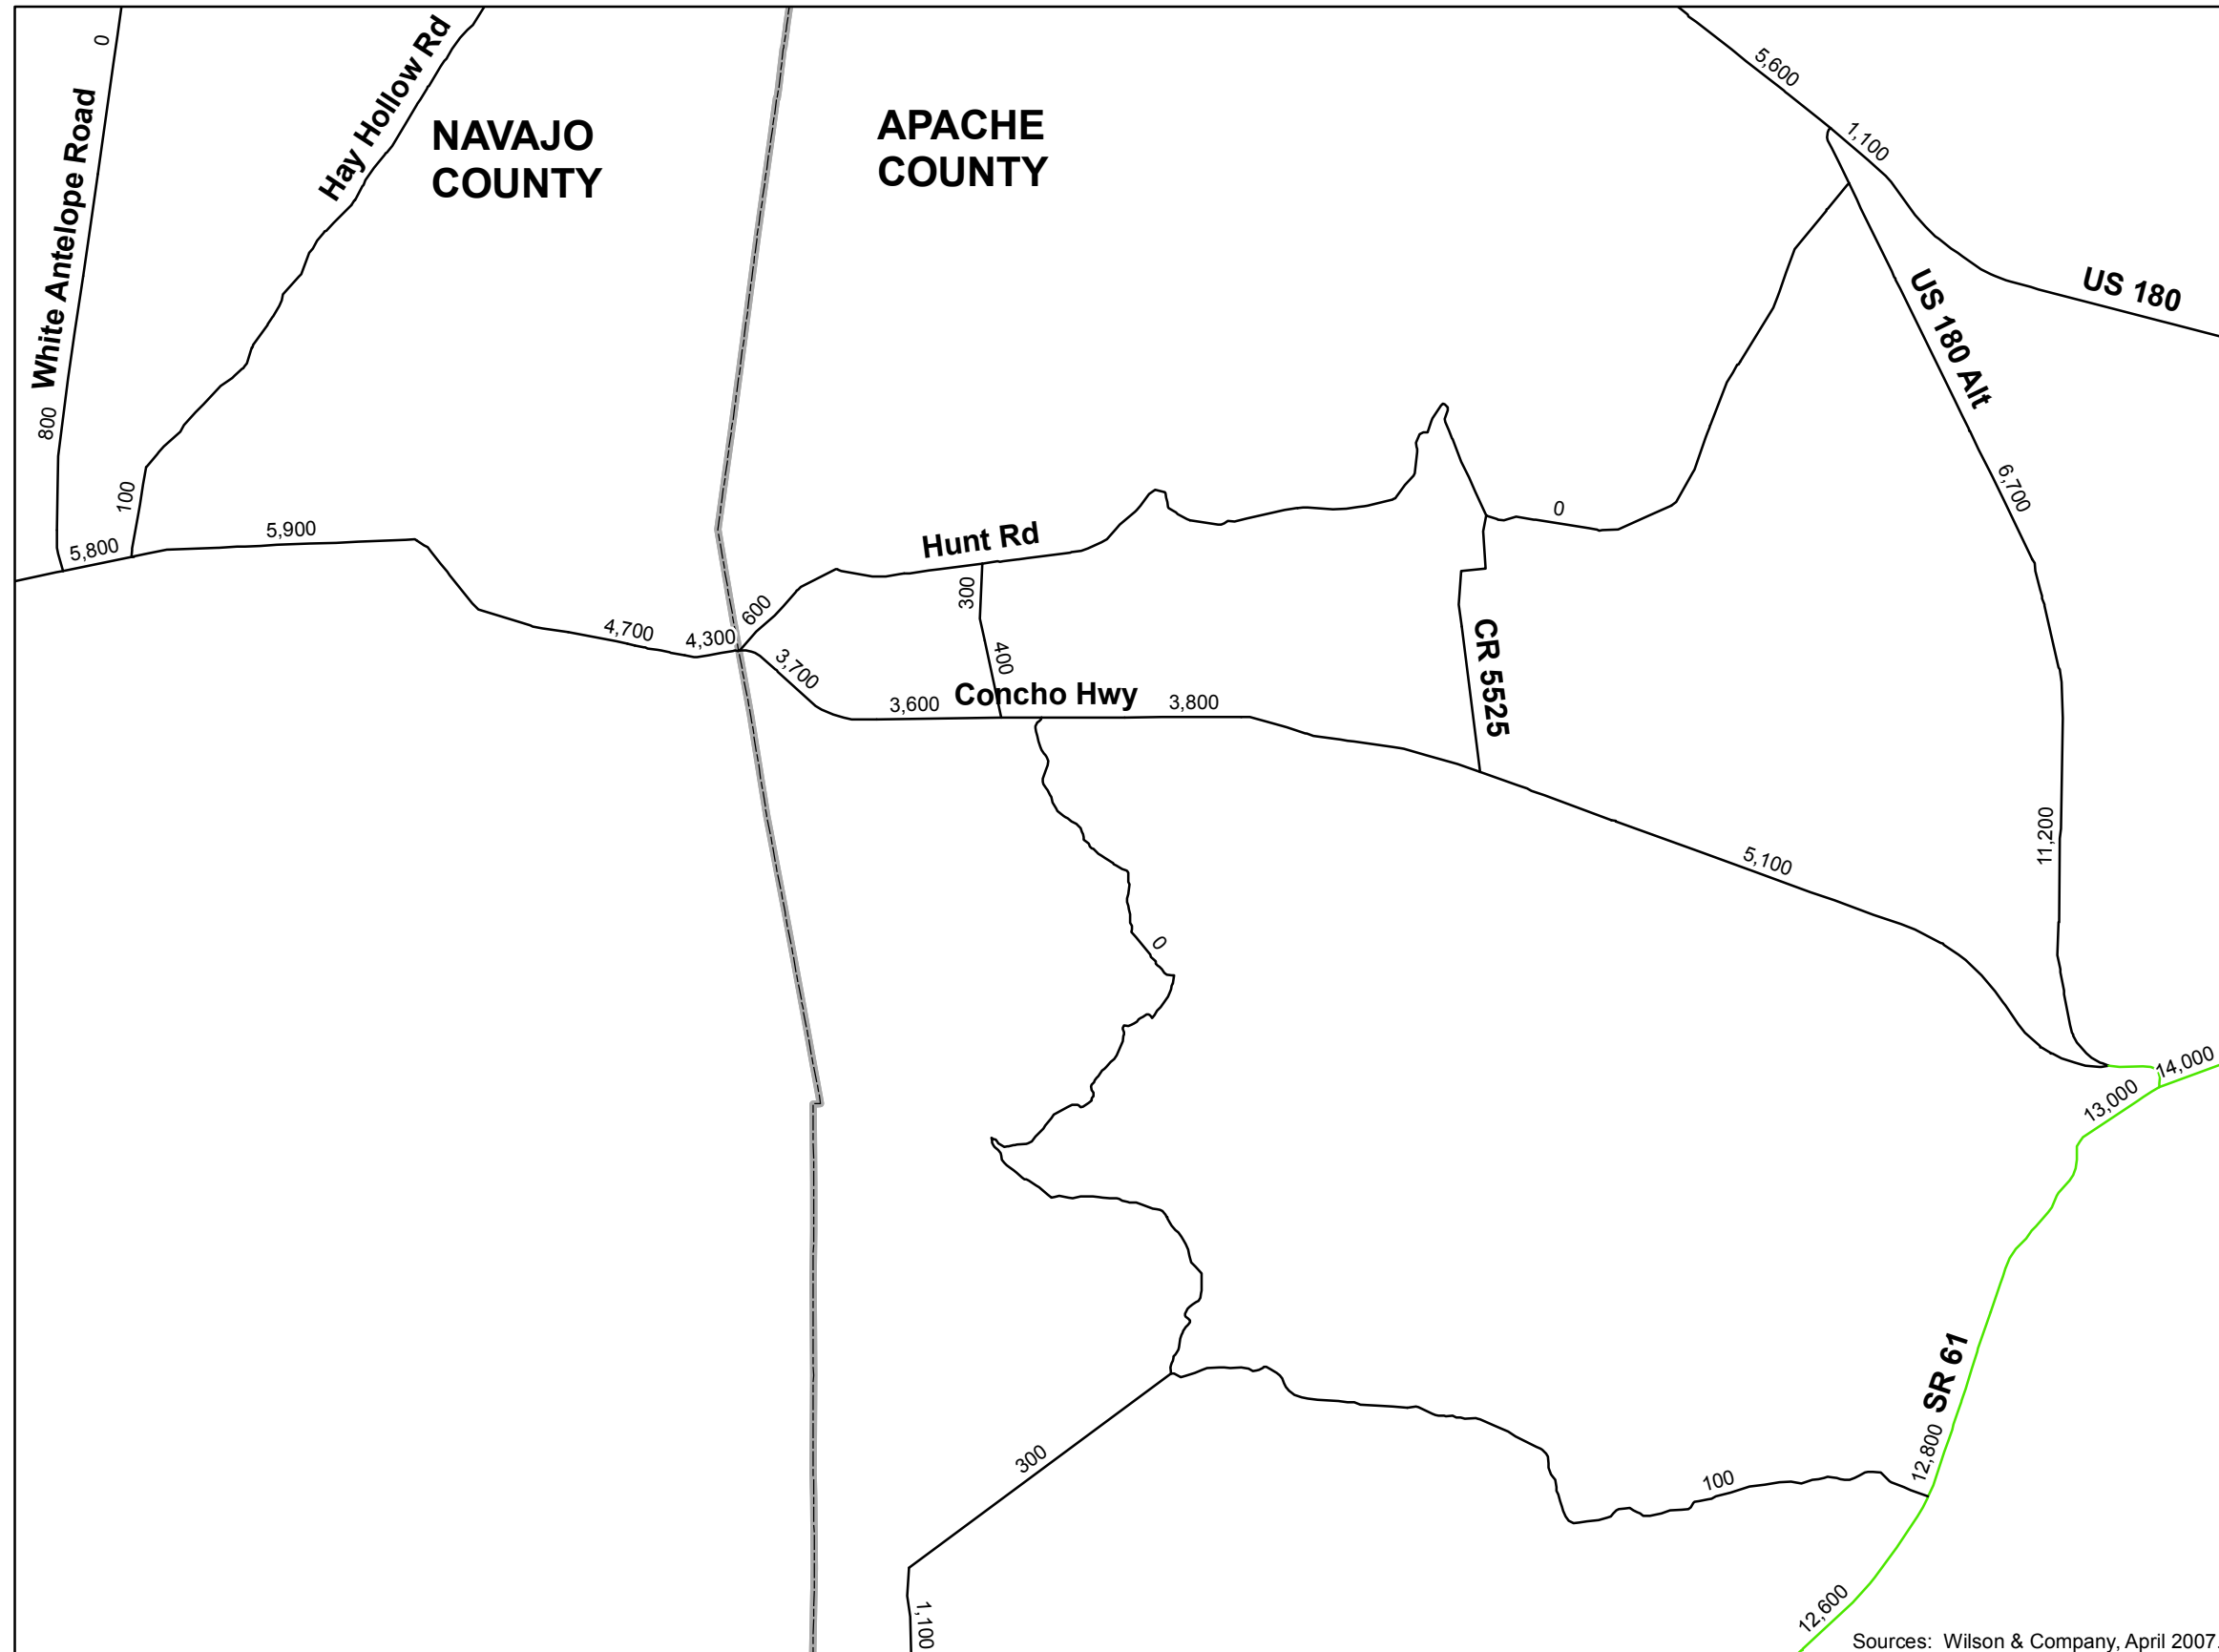 0
Hay Hollow Rd
White Antelope Road
NAVAJO
COUNTY
APACHE
COUNTY
5,600
1,100
US 180
US 180 Alt
800
100
5,800
5,900
6,700
0
Hunt Rd
300
600
4,700
4,300
3,700
400
CR 5525
3,600
Concho Hwy
3,800
5,100
11,200
0
14,000
13,000
SR 61
12,800
300
100
1,100
12,600
Sources: Wilson & Company, April 2007.